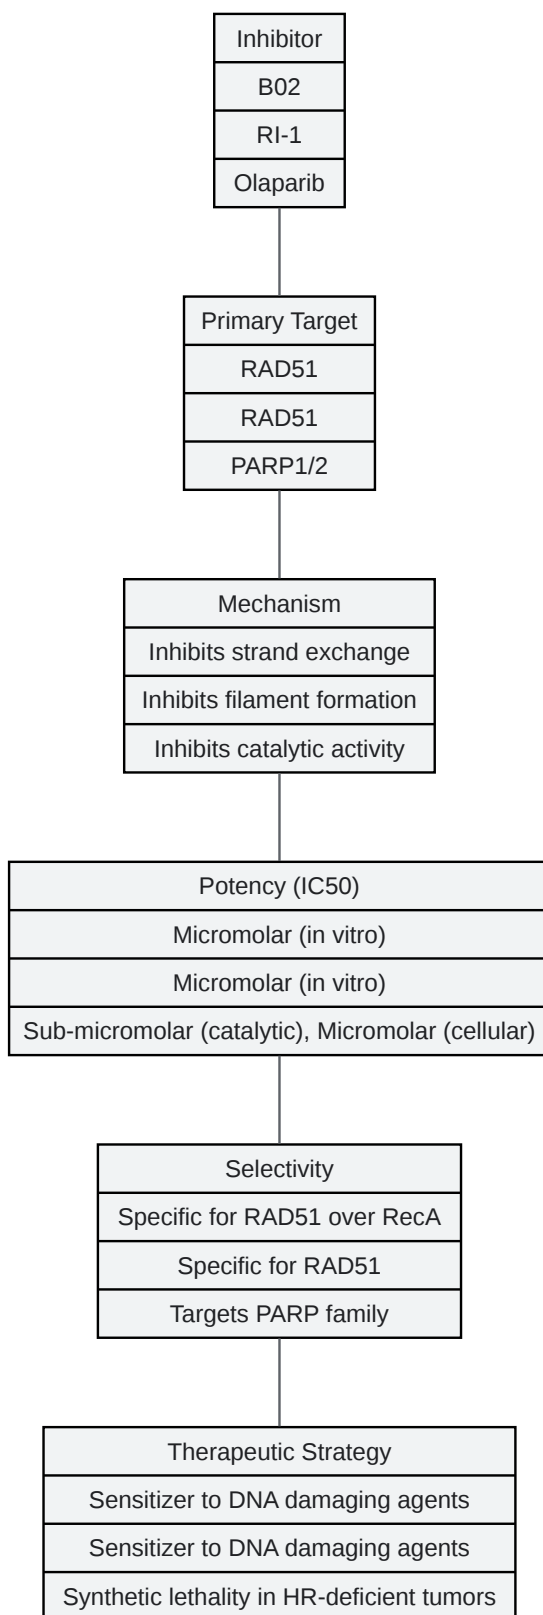 Inhibitor
B02
RI-1
Olaparib
Primary Target
RAD51
RAD51
PARP1/2
Mechanism
Inhibits strand exchange
Inhibits filament formation
Inhibits catalytic activity
Potency (IC50)
Micromolar (in vitro)
Micromolar (in vitro)
Sub-micromolar (catalytic), Micromolar (cellular)
Selectivity
Specific for RAD51 over RecA
Specific for RAD51
Targets PARP family
Therapeutic Strategy
Sensitizer to DNA damaging agents
Sensitizer to DNA damaging agents
Synthetic lethality in HR-deficient tumors